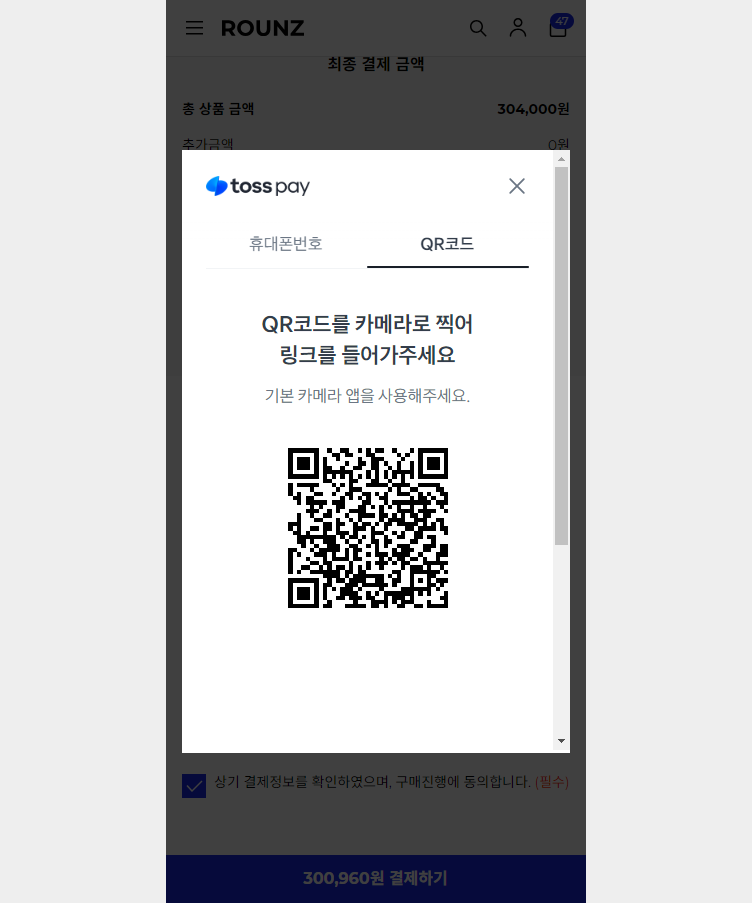 ROUNZ
47
최종 결제 금액
총 상품 금액 304,000원
추가금액 0원
toss pay
휴대폰번호 QR코드
QR코드를 카메라로 찍어
링크를 들어가주세요
기본 카메라 앱을 사용해주세요.
상기 결제정보를 확인하였으며, 구매진행에 동의합니다. (필수)
300,960원 결제하기